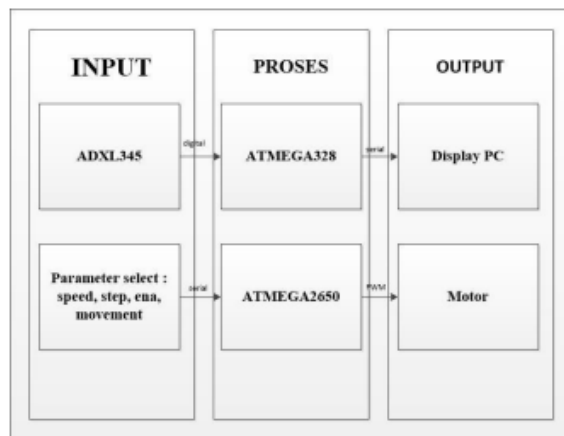 INPUT
PROSES
OUTPUT
ADXL345
digital
ATMEGA328
serial
Display PC
Parameter select :
speed, step, ena,
movement
serial
ATMEGA2650
PWM
Motor